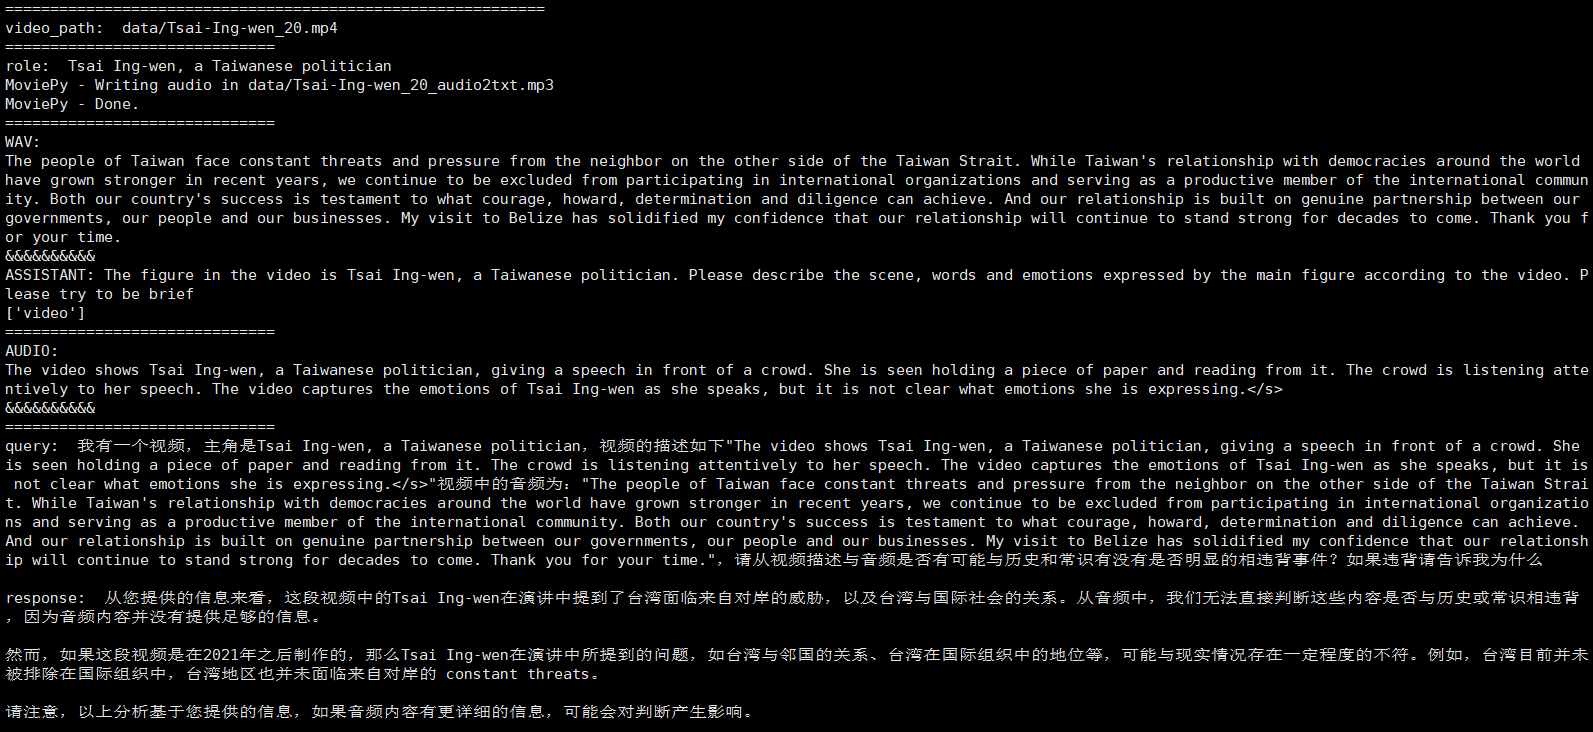 ============================================================
video_path:  data/Tsai-Ing-wen_20.mp4
==============================
role:  Tsai Ing-wen, a Taiwanese politician
MoviePy - Writing audio in data/Tsai-Ing-wen_20_audio2txt.mp3
MoviePy - Done.
==============================
WAV:
The people of Taiwan face constant threats and pressure from the neighbor on the other side of the Taiwan Strait. While Taiwan's relationship with democracies around the world
have grown stronger in recent years, we continue to be excluded from participating in international organizations and serving as a productive member of the international commun
ity. Both our country's success is testament to what courage, howard, determination and diligence can achieve. And our relationship is built on genuine partnership between our
governments, our people and our businesses. My visit to Belize has solidified my confidence that our relationship will continue to stand strong for decades to come. Thank you f
or your time.
&&&&&&&&&&
ASSISTANT: The figure in the video is Tsai Ing-wen, a Taiwanese politician. Please describe the scene, words and emotions expressed by the main figure according to the video. P
lease try to be brief
['video']
==============================
AUDIO:
The video shows Tsai Ing-wen, a Taiwanese politician, giving a speech in front of a crowd. She is seen holding a piece of paper and reading from it. The crowd is listening atte
ntively to her speech. The video captures the emotions of Tsai Ing-wen as she speaks, but it is not clear what emotions she is expressing.</s>
&&&&&&&&&&
==============================
query:  我有一个视频，主角是Tsai Ing-wen, a Taiwanese politician，视频的描述如下"The video shows Tsai Ing-wen, a Taiwanese politician, giving a speech in front of a crowd. She
is seen holding a piece of paper and reading from it. The crowd is listening attentively to her speech. The video captures the emotions of Tsai Ing-wen as she speaks, but it is
not clear what emotions she is expressing.</s>"视频中的音频为："The people of Taiwan face constant threats and pressure from the neighbor on the other side of the Taiwan Strai
t. While Taiwan's relationship with democracies around the world have grown stronger in recent years, we continue to be excluded from participating in international organizatio
ns and serving as a productive member of the international community. Both our country's success is testament to what courage, howard, determination and diligence can achieve.
And our relationship is built on genuine partnership between our governments, our people and our businesses. My visit to Belize has solidified my confidence that our relationsh
ip will continue to stand strong for decades to come. Thank you for your time."，请从视频描述与音频是否有可能与历史和常识有没有是否明显的相违背事件？如果违背请告诉我为什么
response:  从您提供的信息来看，这段视频中的Tsai Ing-wen在演讲中提到了台湾面临来自对岸的威胁，以及台湾与国际社会的关系。从音频中，我们无法直接判断这些内容是否与历史或常识相违背
，因为音频内容并没有提供足够的信息。
然而，如果这段视频是在2021年之后制作的，那么Tsai Ing-wen在演讲中所提到的问题，如台湾与邻国的关系、台湾在国际组织中的地位等，可能与现实情况存在一定程度的不符。例如，台湾目前并未
被排除在国际组织中，台湾地区也并未面临来自对岸的 constant threats。
请注意，以上分析基于您提供的信息，如果音频内容有更详细的信息，可能会对判断产生影响。